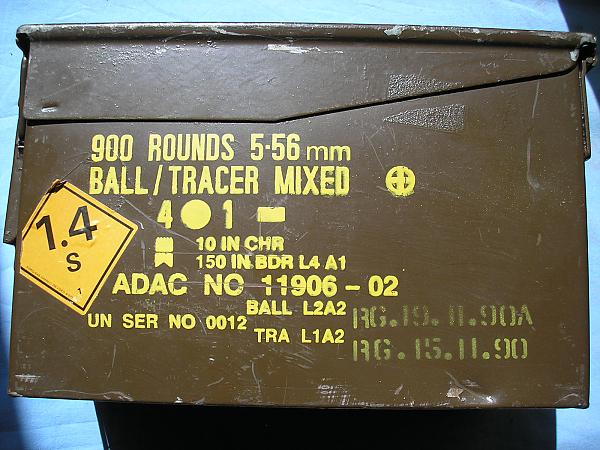 900 ROUNDS 5-56 mm
BALL/TRACER MIXED
4 1
10 IN CHR
150 IN BDR L4 A1
ADAC NO 11906-02
BALL L2A2
UN SER NO 0012
TRA L1A2
RG.19.11.90A
RG.15.11.90
1.4
S
1